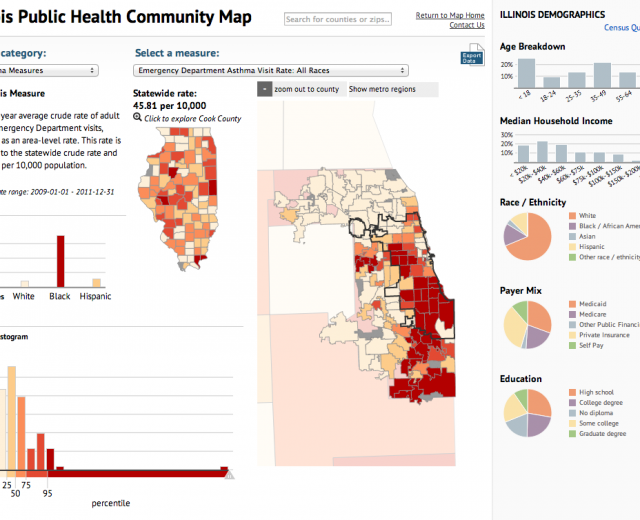 is Public Health Community Map
Search for counties or zips...
Return to Map Home
Contact Us
category:
Select a measure:
a Measures
Emergency Department Asthma Visit Rate: All Races
Export
Data
is Measure
year average crude rate of adult
mergency Department visits,
as an area-level rate. This rate is
to the statewide crude rate and
per 10,000 population.
te range: 2009-01-01 - 2011-12-31
Statewide rate:
45.81 per 10,000
Click to explore Cook County
zoom out to county
Show metro regions
White
Black
Hispanic
stogram
25
50
75
95
percentile
ILLINOIS DEMOGRAPHICS
Census Qu
Age Breakdown
20%
10%
< 18
18-24
25-35
35-49
55-64
Median Household Income
30%
20%
10%
< $20k
$20k-$40k
$40k-$60k
$60k-$75k
$75k-$100k
$100k-$150k
$150k-$200k
Race / Ethnicity
White
Black / African Amer
Asian
Hispanic
Other race / ethnicity
Payer Mix
Medicaid
Medicare
Other Public Financi
Private Insurance
Self Pay
Education
High school
College degree
No diploma
Some college
Graduate degree